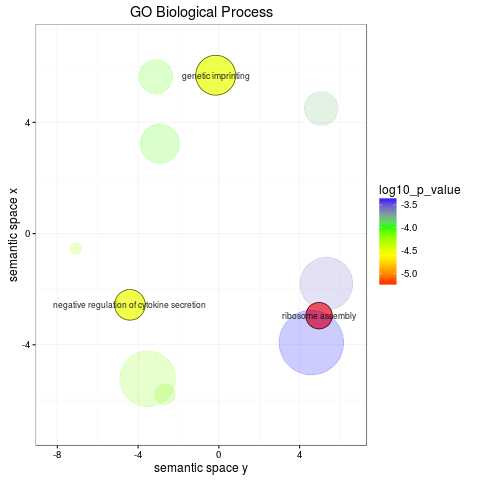 GO Biological Process
genetic imprinting
negative regulation of cytokine secretion
ribosome assembly
4
0
-4
-8
-4
0
4
semantic space x
semantic space y
log10_p_value
-3.5
-4.0
-4.5
-5.0